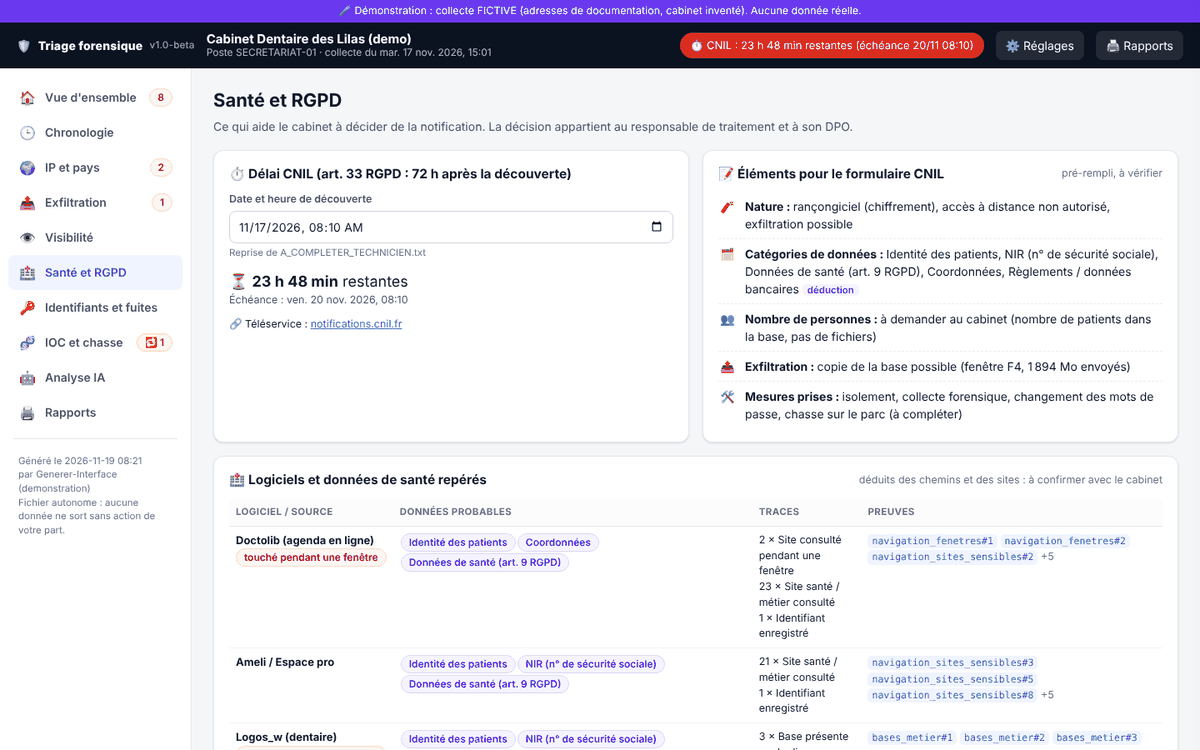 Démonstration : collecte FICTIVE (adresses de documentation, cabinet inventé). Aucune donnée réelle.
Triage forensique v1.0-beta
Cabinet Dentaire des Lilas (demo)
Poste SECRETARIAT-01 · collecte du mar. 17 nov. 2026, 15:01
CNIL : 23 h 48 min restantes (échéance 20/11 08:10)
Réglages
Rapports
Vue d'ensemble 8
Chronologie
IP et pays 2
Exfiltration 1
Visibilité
Santé et RGPD
Identifiants et fuites
IOC et chasse 1
Analyse IA
Rapports
Généré le 2026-11-19 08:21
par Generer-Interface
(demonstration)
Fichier autonome : aucune
donnée ne sort sans action de
votre part.
Santé et RGPD
Ce qui aide le cabinet à décider de la notification. La décision appartient au responsable de traitement et à son DPO.
Délai CNIL (art. 33 RGPD : 72 h après la découverte)
Date et heure de découverte
11/17/2026, 08:10 AM
Reprise de A_COMPLETER_TECHNICIEN.txt
23 h 48 min restantes
Échéance : ven. 20 nov. 2026, 08:10
Téléservice : notifications.cnil.fr
Éléments pour le formulaire CNIL
pré-rempli, à vérifier
Nature : rançongiciel (chiffrement), accès à distance non autorisé,
exfiltration possible
Catégories de données : Identité des patients, NIR (n° de sécurité sociale),
Données de santé (art. 9 RGPD), Coordonnées, Règlements / données
bancaires déduction
Nombre de personnes : à demander au cabinet (nombre de patients dans
la base, pas de fichiers)
Exfiltration : copie de la base possible (fenêtre F4, 1 894 Mo envoyés)
Mesures prises : isolement, collecte forensique, changement des mots de
passe, chasse sur le parc (à compléter)
Logiciels et données de santé repérés
déduits des chemins et des sites : à confirmer avec le cabinet
LOGICIEL / SOURCE
DONNÉES PROBABLES
TRACES
PREUVES
Doctolib (agenda en ligne)
touché pendant une fenêtre
Identité des patients
Coordonnées
Données de santé (art. 9 RGPD)
2 × Site consulté
pendant une
fenêtre
23 × Site santé /
métier consulté
1 × Identifiant
enregistré
navigation_fenetres#1 navigation_fenetres#2
navigation_sites_sensibles#2 +5
Ameli / Espace pro
Identité des patients
NIR (n° de sécurité sociale)
Données de santé (art. 9 RGPD)
21 × Site santé /
métier consulté
1 × Identifiant
enregistré
navigation_sites_sensibles#3
navigation_sites_sensibles#5
navigation_sites_sensibles#8 +5
Logos_w (dentaire)
Identité des patients
NIR (n° de sécurité sociale)
3 × Base présente
bases_metier#1 bases_metier#2 bases_metier#3